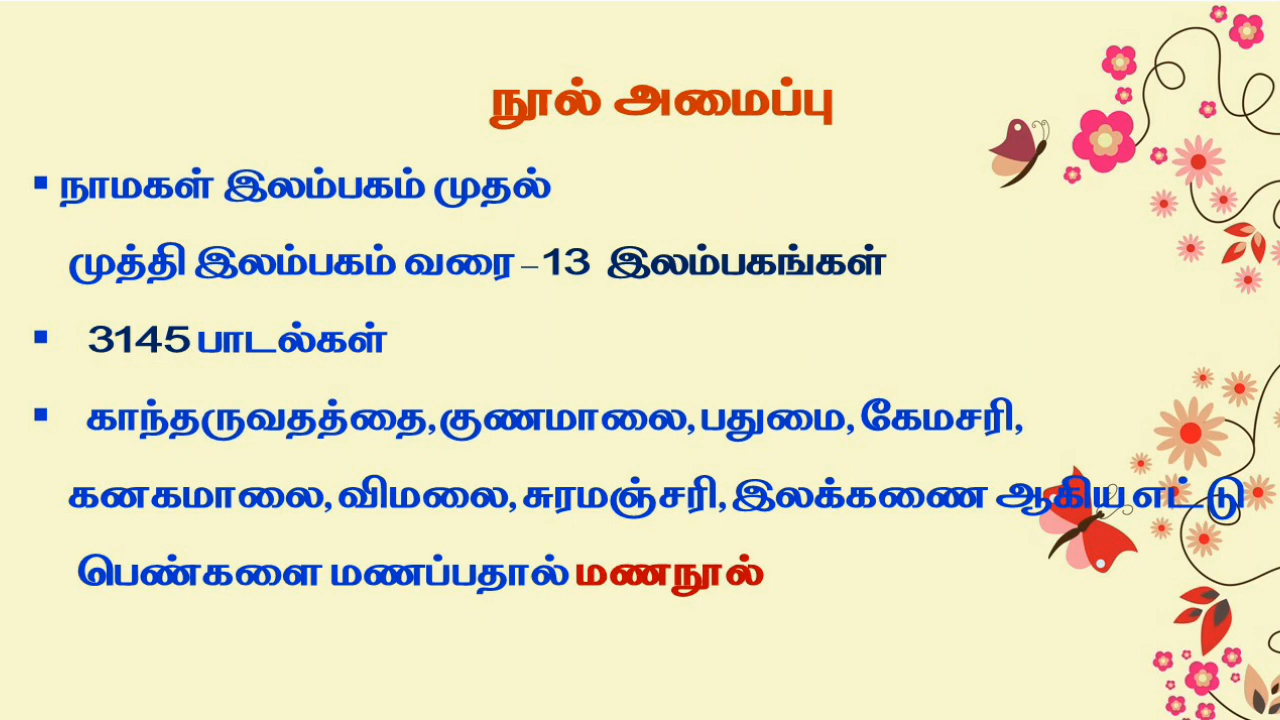 நூல் அமைப்பு
▪ நாமகள் இலம்பகம் முதல்
முத்தி இலம்பகம் வரை – 13 இலம்பகங்கள்
▪ 3145 பாடல்கள்
▪ காந்தருவதத்தை, குணமாலை, பதுமை, கேமசரி,
கனகமாலை, விமலை, சுரமஞ்சரி, இலக்கணை ஆகிய எட்டு
பெண்களை மணப்பதால் மணநூல்